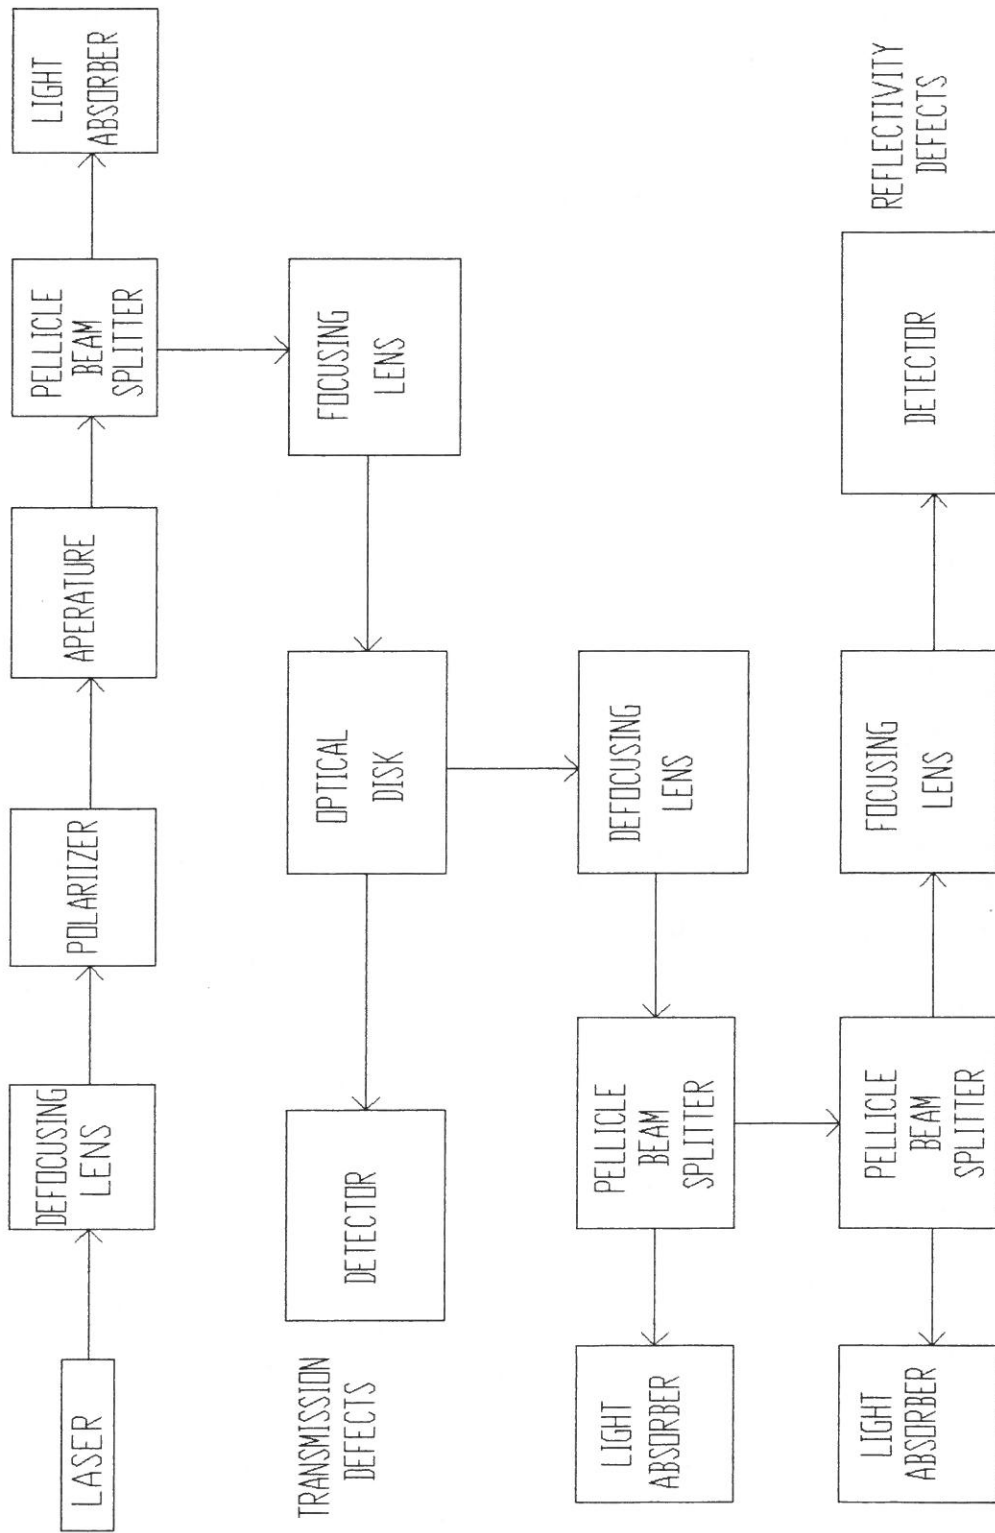 LASER
DEFOCUSING
LENS
POLARIIZER
APERATURE
PELLICLE
BEAM
SPLITTER
LIGHT
ABSORBER
TRANSMISSION
DEFECTS
DETECTOR
OPTICAL
DISK
FOCUSING
LENS
LIGHT
ABSORBER
PELLICLE
BEAM
SPLITTER
DEFOCUSING
LENS
LIGHT
ABSORBER
PELLICLE
BEAM
SPLITTER
FOCUSING
LENS
DETECTOR
REFLECTIVITY
DEFECTS